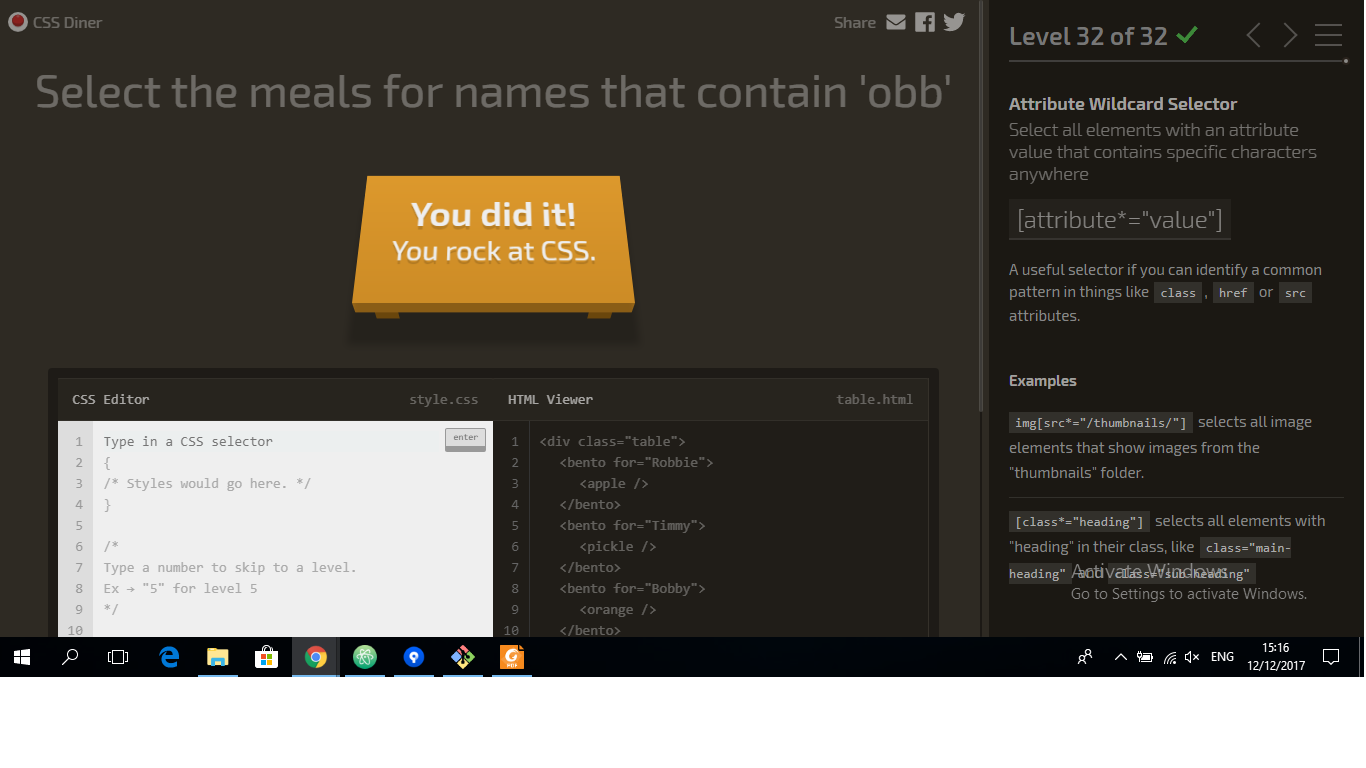 CSS Diner
Share
Select the meals for names that contain 'obb'
You did it!
You rock at CSS.
CSS Editor
style.css
HTML Viewer
table.html
1 Type in a CSS selector
enter
2 {
3 /* Styles would go here. */
4 }
5
6 /*
7 Type a number to skip to a level.
8 Ex → "5" for level 5
9 */
10
1 <div class="table">
2 <bento for="Robbie">
3 <apple />
4 </bento>
5 <bento for="Timmy">
6 <pickle />
7 </bento>
8 <bento for="Bobby">
9 <orange />
10 </bento>
Level 32 of 32
Attribute Wildcard Selector
Select all elements with an attribute
value that contains specific characters
anywhere
[attribute*="value"]
A useful selector if you can identify a common
pattern in things like class , href or src
attributes.
Examples
img[src*="/thumbnails/"] selects all image
elements that show images from the
"thumbnails" folder.
[class*="heading"] selects all elements with
"heading" in their class, like class="main-
heading" and class="sub-heading"
Activate Windows
Go to Settings to activate Windows.
PDF
ENG
15:16
12/12/2017